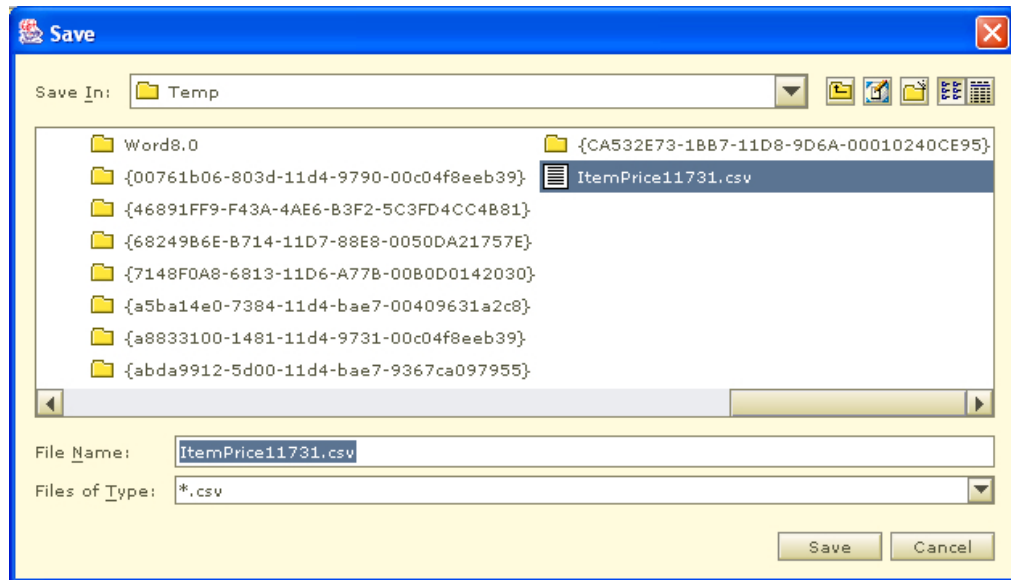 Save
Save In: Temp
Word8.0
{00761b06-803d-11d4-9790-00c04f8eeb39}
{46891FF9-F43A-4AE6-B3F2-5C3FD4CC4B81}
{68249B6E-B714-11D7-88E8-0050DA21757E}
{7148F0A8-6813-11D6-A77B-00B0D0142030}
{a5ba14e0-7384-11d4-bae7-00409631a2c8}
{a8833100-1481-11d4-9731-00c04f8eeb39}
{abda9912-5d00-11d4-bae7-9367ca097955}
{CA532E73-1BB7-11D8-9D6A-00010240CE95}
ItemPrice11731.csv
File Name: ItemPrice11731.csv
Files of Type: *.csv
Save Cancel